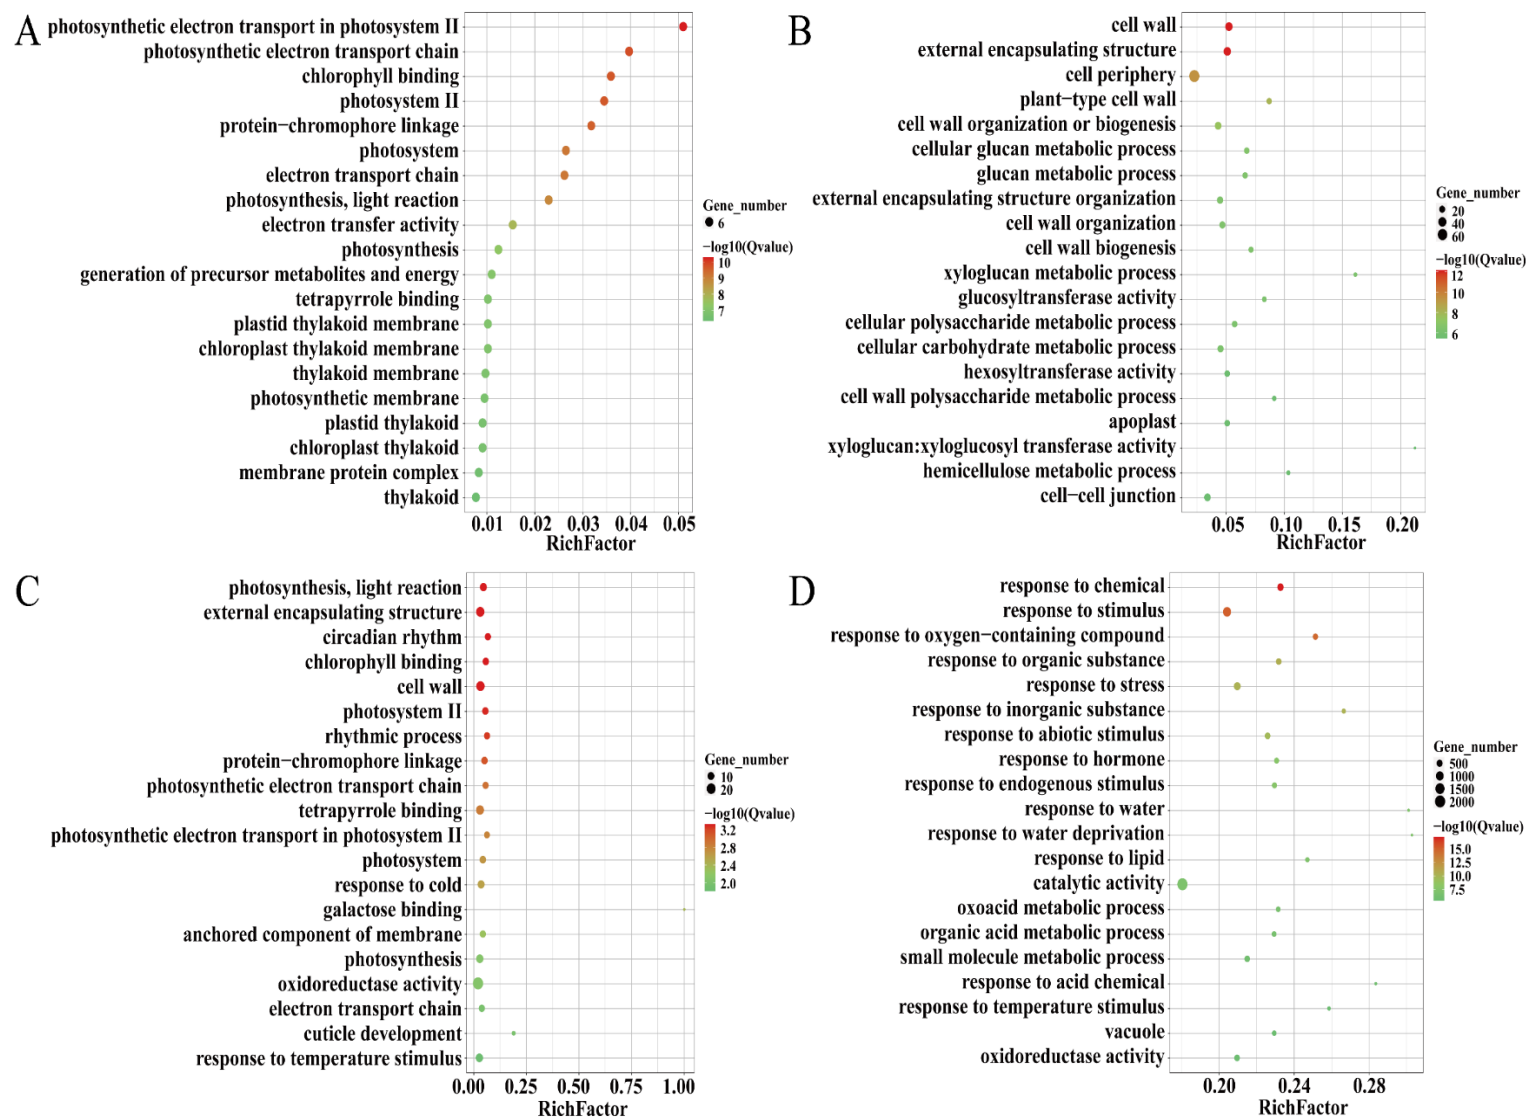 A
photosynthetic electron transport in photosystem II
photosynthetic electron transport chain
chlorophyll binding
photosystem II
protein−chromophore linkage
photosystem
electron transport chain
photosynthesis, light reaction
electron transfer activity
photosynthesis
generation of precursor metabolites and energy
tetrapyrrole binding
plastid thylakoid membrane
chloroplast thylakoid membrane
thylakoid membrane
photosynthetic membrane
plastid thylakoid
chloroplast thylakoid
membrane protein complex
thylakoid
0.01 0.02 0.03 0.04 0.05
RichFactor
Gene_number
6
−log10(Qvalue)
10
9
8
7
B
cell wall
external encapsulating structure
cell periphery
plant−type cell wall
cell wall organization or biogenesis
cellular glucan metabolic process
glucan metabolic process
external encapsulating structure organization
cell wall organization
cell wall biogenesis
xyloglucan metabolic process
glucosyltransferase activity
cellular polysaccharide metabolic process
cellular carbohydrate metabolic process
hexosyltransferase activity
cell wall polysaccharide metabolic process
apoplast
xyloglucan:xyloglucosyl transferase activity
hemicellulose metabolic process
cell−cell junction
0.05 0.10 0.15 0.20
RichFactor
Gene_number
20
40
60
−log10(Qvalue)
12
10
8
6
C
photosynthesis, light reaction
external encapsulating structure
circadian rhythm
chlorophyll binding
cell wall
photosystem II
rhythmic process
protein−chromophore linkage
photosynthetic electron transport chain
tetrapyrrole binding
photosynthetic electron transport in photosystem II
photosystem
response to cold
galactose binding
anchored component of membrane
photosynthesis
oxidoreductase activity
electron transport chain
cuticle development
response to temperature stimulus
0.00 0.25 0.50 0.75 1.00
RichFactor
Gene_number
10
20
−log10(Qvalue)
3.2
2.8
2.4
2.0
D
response to chemical
response to stimulus
response to oxygen−containing compound
response to organic substance
response to stress
response to inorganic substance
response to abiotic stimulus
response to hormone
response to endogenous stimulus
response to water
response to water deprivation
response to lipid
catalytic activity
oxoacid metabolic process
organic acid metabolic process
small molecule metabolic process
response to acid chemical
response to temperature stimulus
vacuole
oxidoreductase activity
0.20 0.24 0.28
RichFactor
Gene_number
500
1000
1500
2000
−log10(Qvalue)
15.0
12.5
10.0
7.5